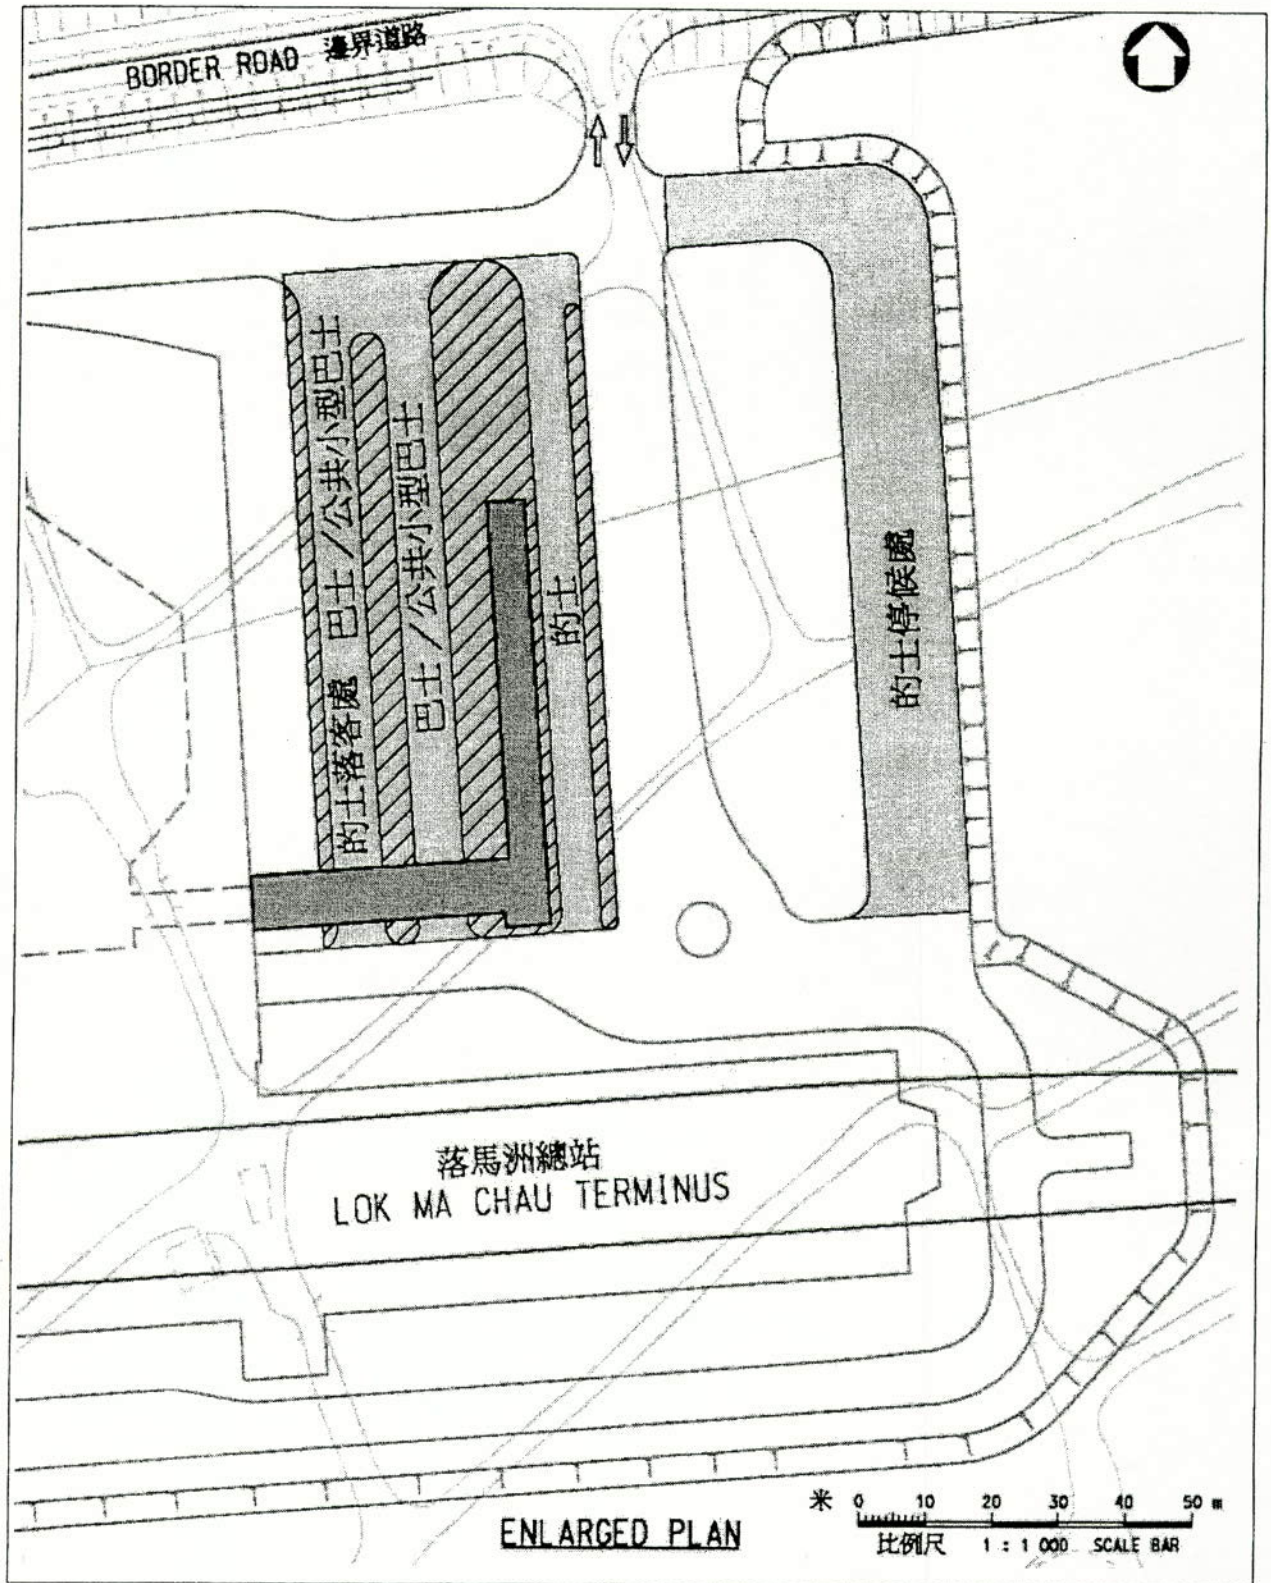 BORDER ROAD 邊界道路
的士落客處 巴士/公共小型巴士
巴士/公共小型巴士
的士
的士停候處
落馬洲總站
LOK MA CHAU TERMINUS
ENLARGED PLAN
米 0 10 20 30 40 50 m
比例尺 1 : 1 000 SCALE BAR